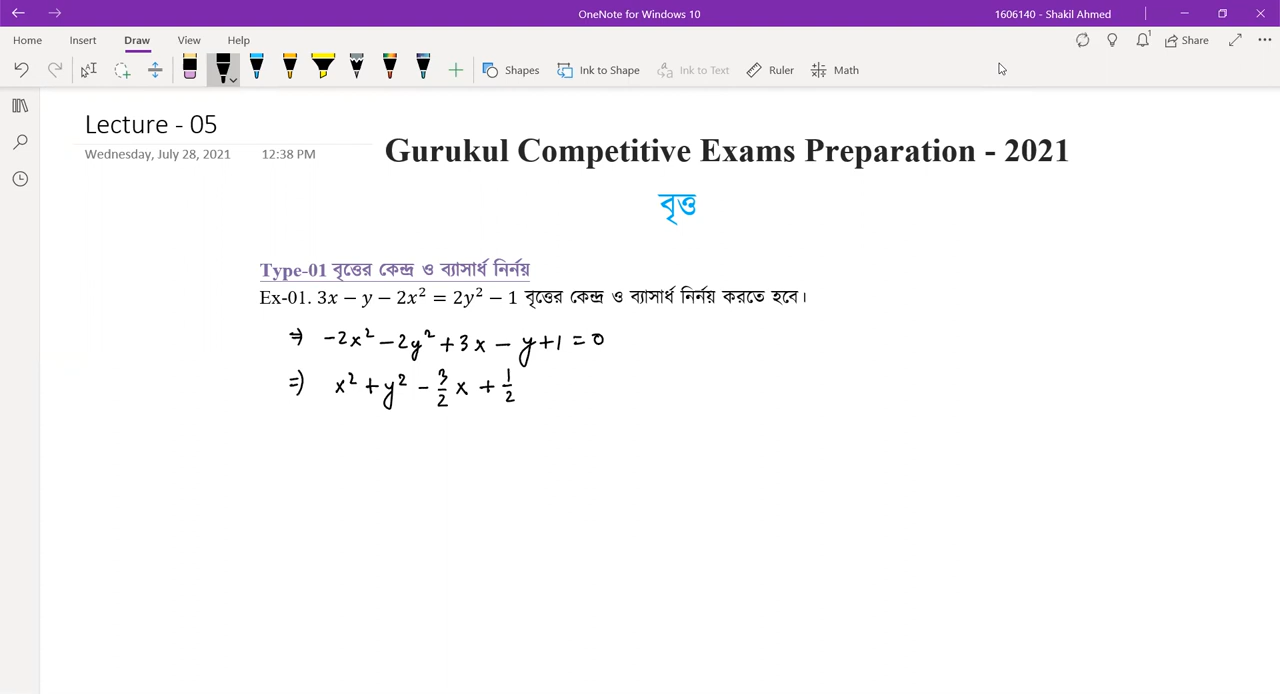 OneNote for Windows 10
1606140 - Shakil Ahmed
Home Insert Draw View Help
Share
Shapes Ink to Shape Ink to Text Ruler Math
Lecture - 05
Wednesday, July 28, 2021 12:38 PM
Gurukul Competitive Exams Preparation - 2021
বৃত্ত
Type-01 বৃত্তের কেন্দ্র ও ব্যাসার্ধ নির্নয়
Ex-01. 3x − y − 2x² = 2y² − 1 বৃত্তের কেন্দ্র ও ব্যাসার্ধ নির্নয় করতে হবে।
⇒ -2x² - 2y² + 3x - y + 1 = 0
⇒ x² + y² - 3/2 x + 1/2